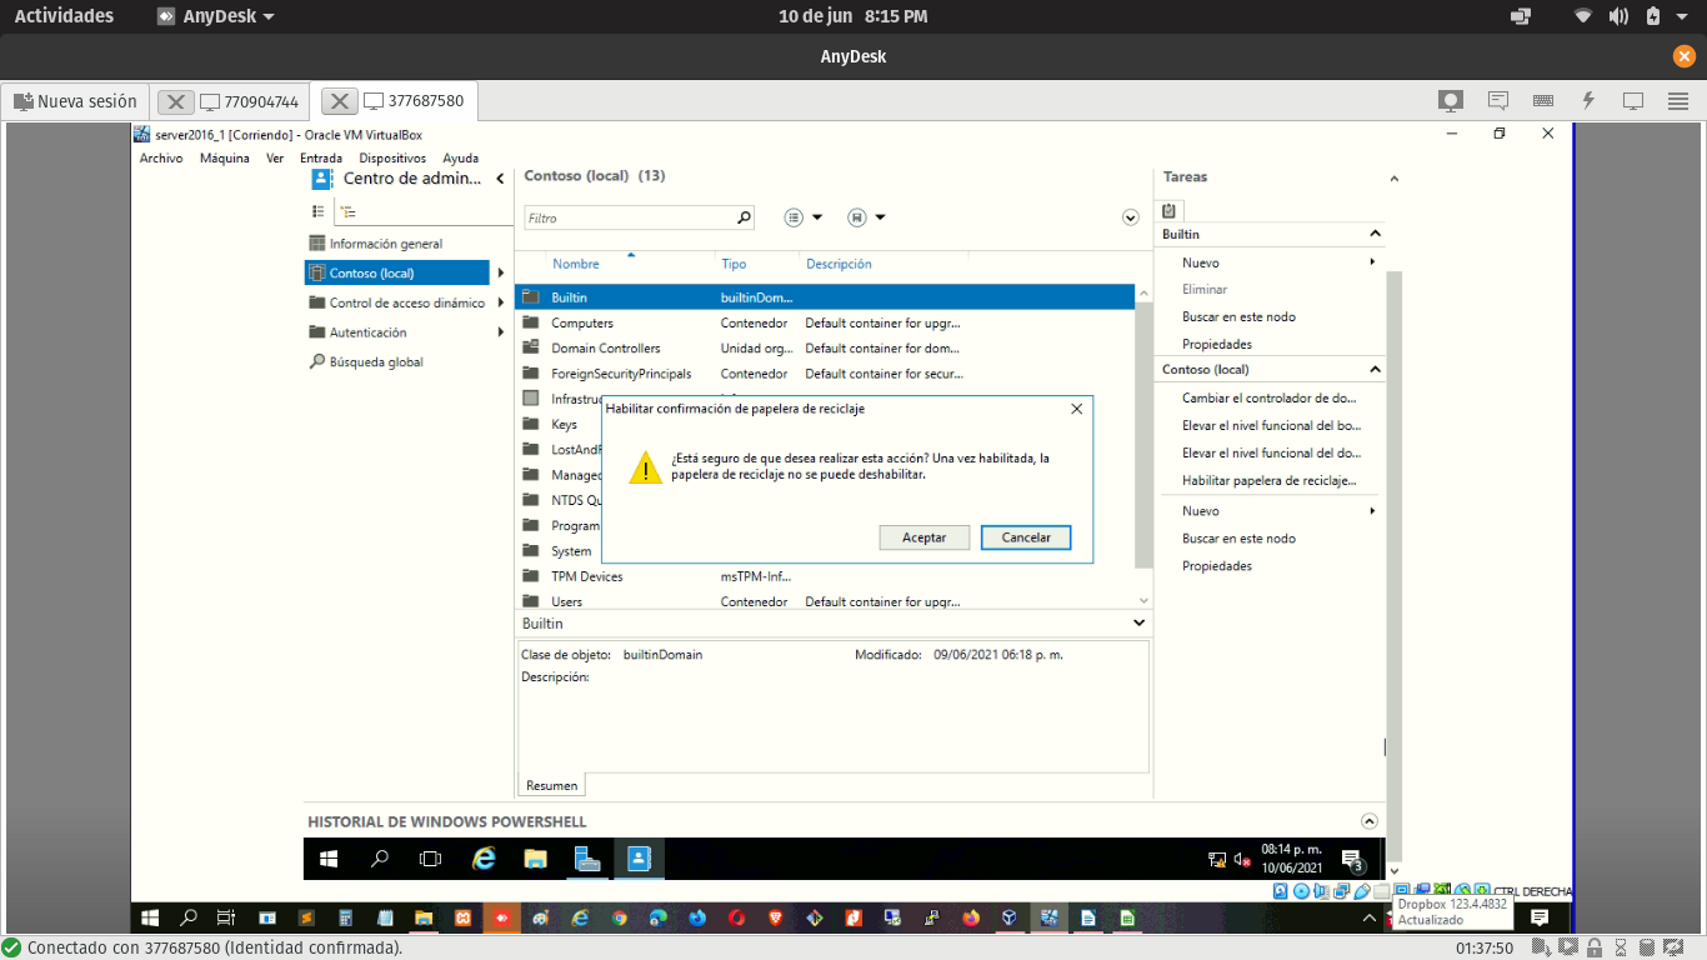 Actividades
AnyDesk
10 de jun 8:15 PM
AnyDesk
Nueva sesión
770904744
377687580
server2016_1 [Corriendo] - Oracle VM VirtualBox
Archivo Máquina Ver Entrada Dispositivos Ayuda
Centro de admin...
Contoso (local) (13)
Tareas
Filtro
Información general
Contoso (local)
Control de acceso dinámico
Autenticación
Búsqueda global
Nombre Tipo Descripción
Builtin builtinDom...
Computers Contenedor Default container for upgr...
Domain Controllers Unidad org... Default container for dom...
ForeignSecurityPrincipals Contenedor Default container for secur...
Infrastruc
Keys
LostAndF
Managed
NTDS Qu
Program
System
TPM Devices msTPM-Inf...
Users Contenedor Default container for upgr...
Habilitar confirmación de papelera de reciclaje
¿Está seguro de que desea realizar esta acción? Una vez habilitada, la
papelera de reciclaje no se puede deshabilitar.
Aceptar Cancelar
Builtin
Clase de objeto: builtinDomain Modificado: 09/06/2021 06:18 p. m.
Descripción:
Resumen
Builtin
Nuevo
Eliminar
Buscar en este nodo
Propiedades
Contoso (local)
Cambiar el controlador de do...
Elevar el nivel funcional del bo...
Elevar el nivel funcional del do...
Habilitar papelera de reciclaje...
Nuevo
Buscar en este nodo
Propiedades
HISTORIAL DE WINDOWS POWERSHELL
08:14 p. m.
10/06/2021
3
CTRL DERECHA
Dropbox 123.4.4832
Actualizado
Conectado con 377687580 (Identidad confirmada).
01:37:50